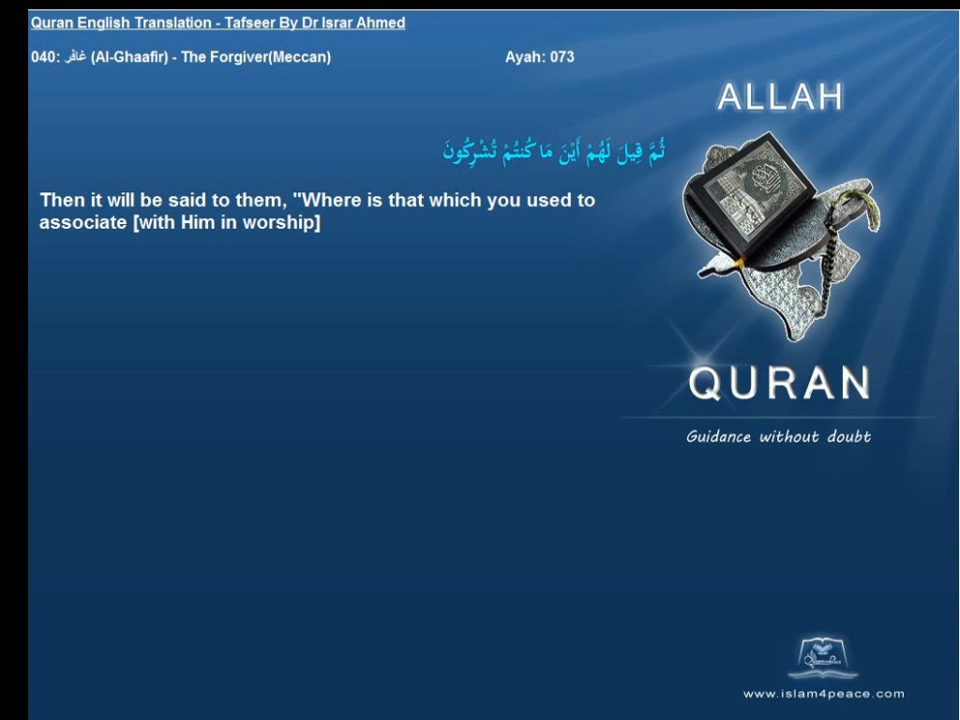 Quran English Translation - Tafseer By Dr Israr Ahmed
040: غافر (Al-Ghaafir) - The Forgiver(Meccan) Ayah: 073
ALLAH
ثُمَّ قِيلَ لَهُمْ أَيْنَ مَا كُنتُمْ تُشْرِكُونَ
Then it will be said to them, "Where is that which you used to
associate [with Him in worship]
QURAN
Guidance without doubt
www.islam4peace.com